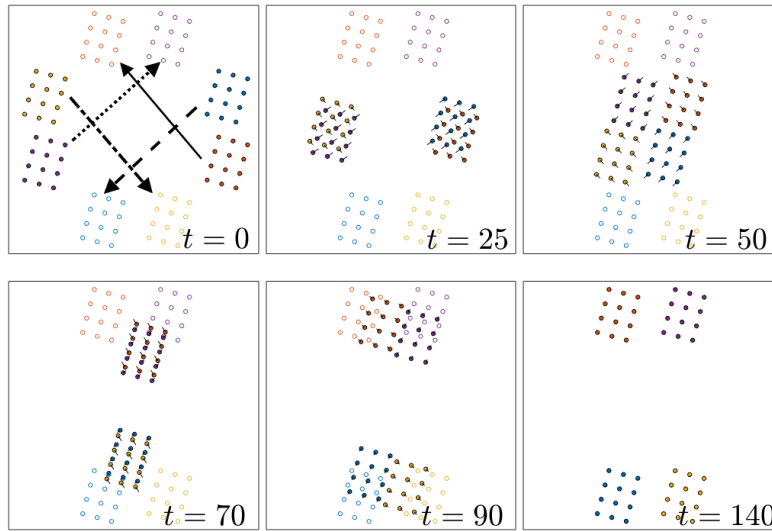 t = 0
t = 25
t = 50
t = 70
t = 90
t = 140